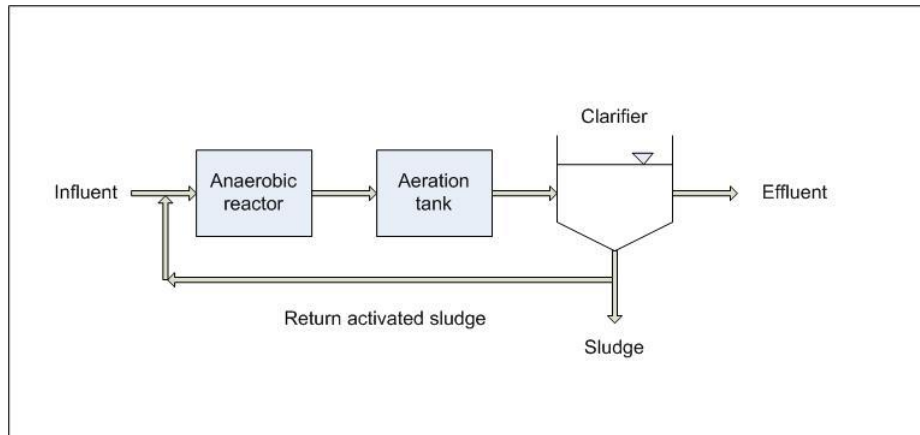 Clarifier
Influent
Anaerobic
reactor
Aeration
tank
Effluent
Return activated sludge
Sludge